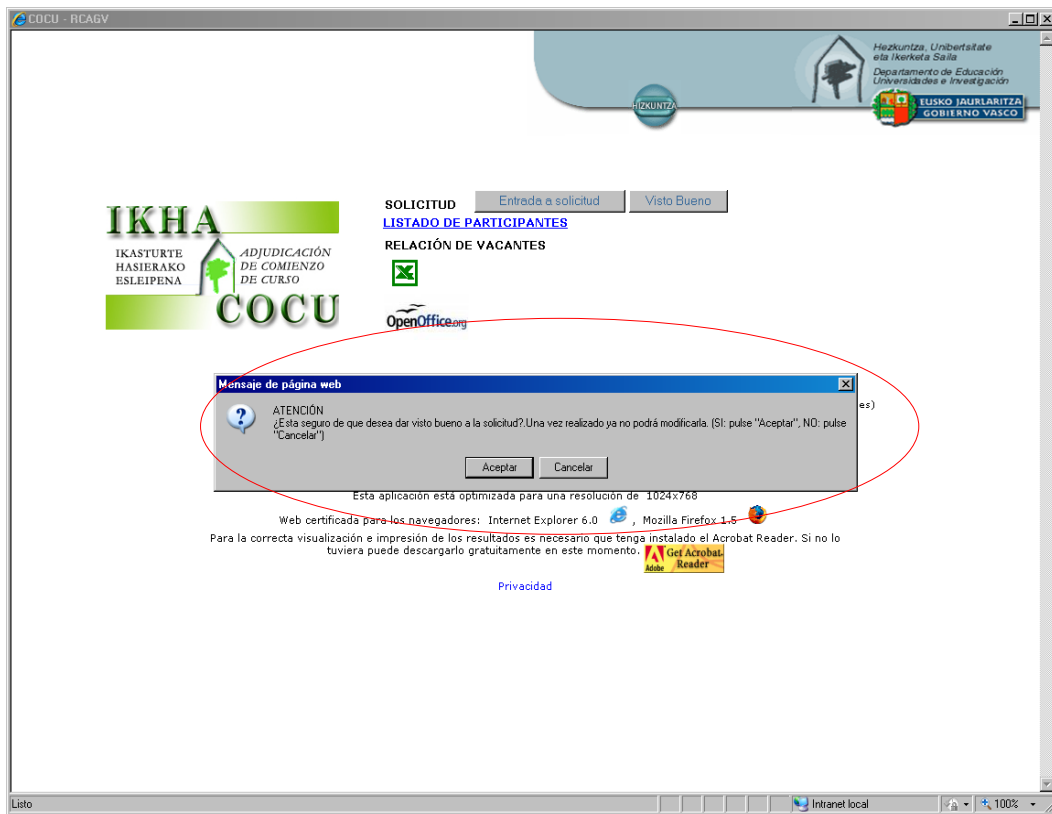 COCU - RCAGV
Hezkuntza, Unibertsitate
eta Ikerketa Saila
Departamento de Educación
Universidades e Investigación
HIZKUNTZA
EUSKO JAURLARITZA
GOBIERNO VASCO
SOLICITUD Entrada a solicitud Visto Bueno
LISTADO DE PARTICIPANTES
RELACIÓN DE VACANTES
IKHA
IKASTURTE
HASIERAKO
ESLEIPENA
ADJUDICACIÓN
DE COMIENZO
DE CURSO
COCU
OpenOffice.org
Mensaje de página web
es)
ATENCIÓN
¿Esta seguro de que desea dar visto bueno a la solicitud?.Una vez realizado ya no podrá modificarla. (SI: pulse "Aceptar", NO: pulse
"Cancelar")
Aceptar Cancelar
Esta aplicación está optimizada para una resolución de 1024x768
Web certificada para los navegadores: Internet Explorer 6.0 , Mozilla Firefox 1.5
Para la correcta visualización e impresión de los resultados es necesario que tenga instalado el Acrobat Reader. Si no lo
tuviera puede descargarlo gratuitamente en este momento.
Get Acrobat
Adobe Reader
Privacidad
Listo Intranet local 100%